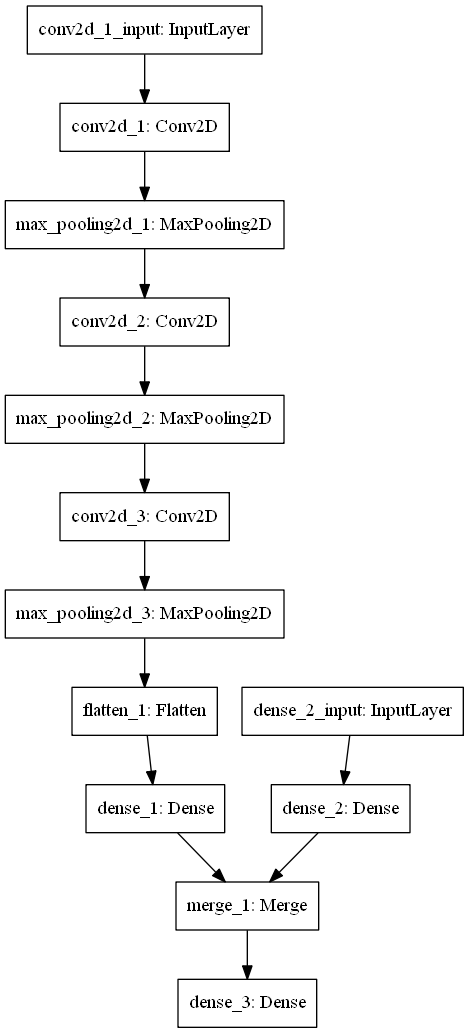 conv2d_1_input: InputLayer
conv2d_1: Conv2D
max_pooling2d_1: MaxPooling2D
conv2d_2: Conv2D
max_pooling2d_2: MaxPooling2D
conv2d_3: Conv2D
max_pooling2d_3: MaxPooling2D
flatten_1: Flatten
dense_2_input: InputLayer
dense_1: Dense
dense_2: Dense
merge_1: Merge
dense_3: Dense